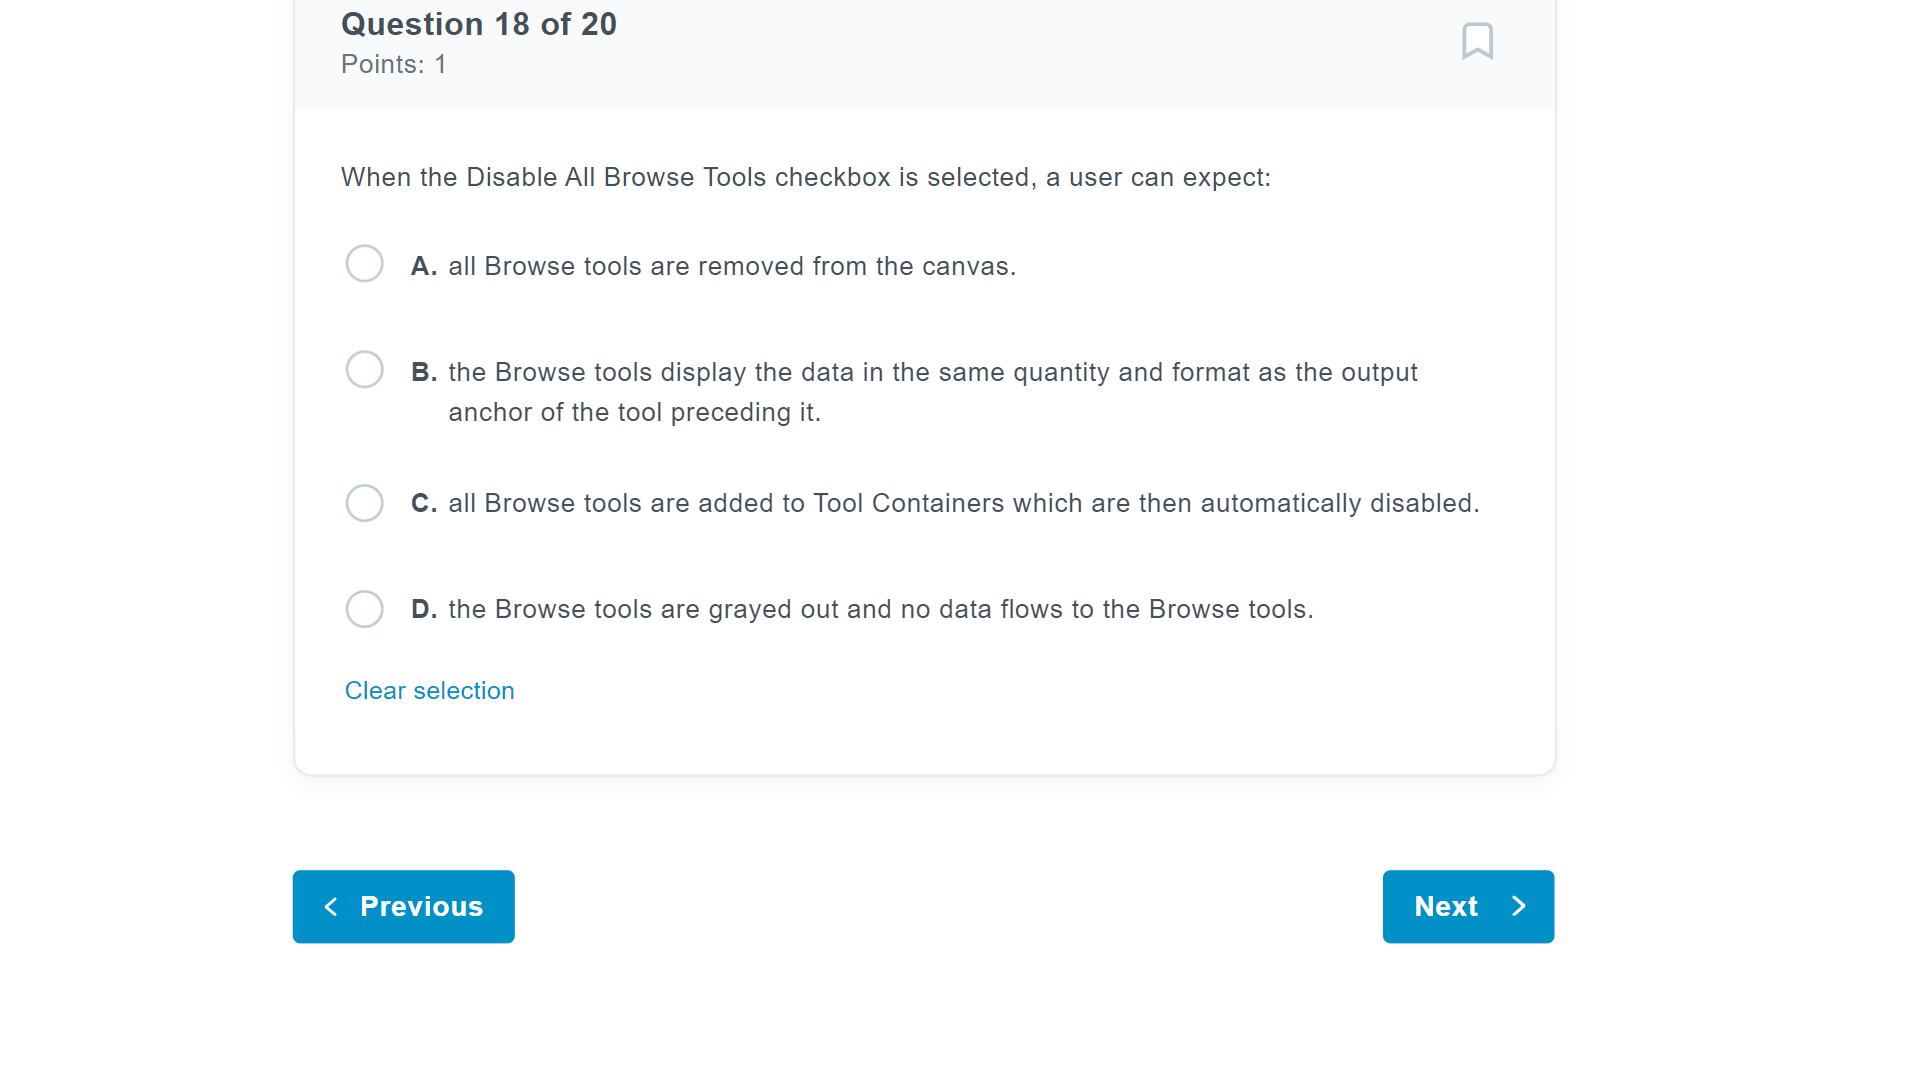 Question 18 of 20
Points: 1
When the Disable All Browse Tools checkbox is selected, a user can expect:
A. all Browse tools are removed from the canvas.
B. the Browse tools display the data in the same quantity and format as the output
anchor of the tool preceding it.
C. all Browse tools are added to Tool Containers which are then automatically disabled.
D. the Browse tools are grayed out and no data flows to the Browse tools.
Clear selection
Previous
Next